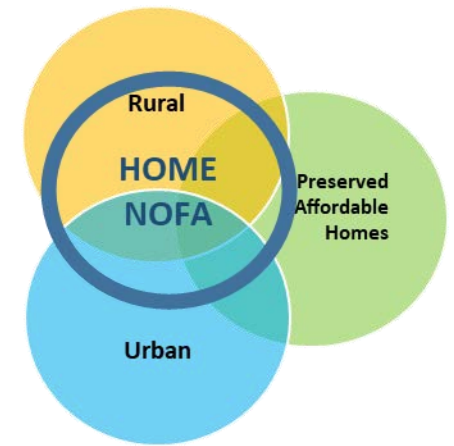 Rural
HOME
NOFA
Preserved
Affordable
Homes
Urban